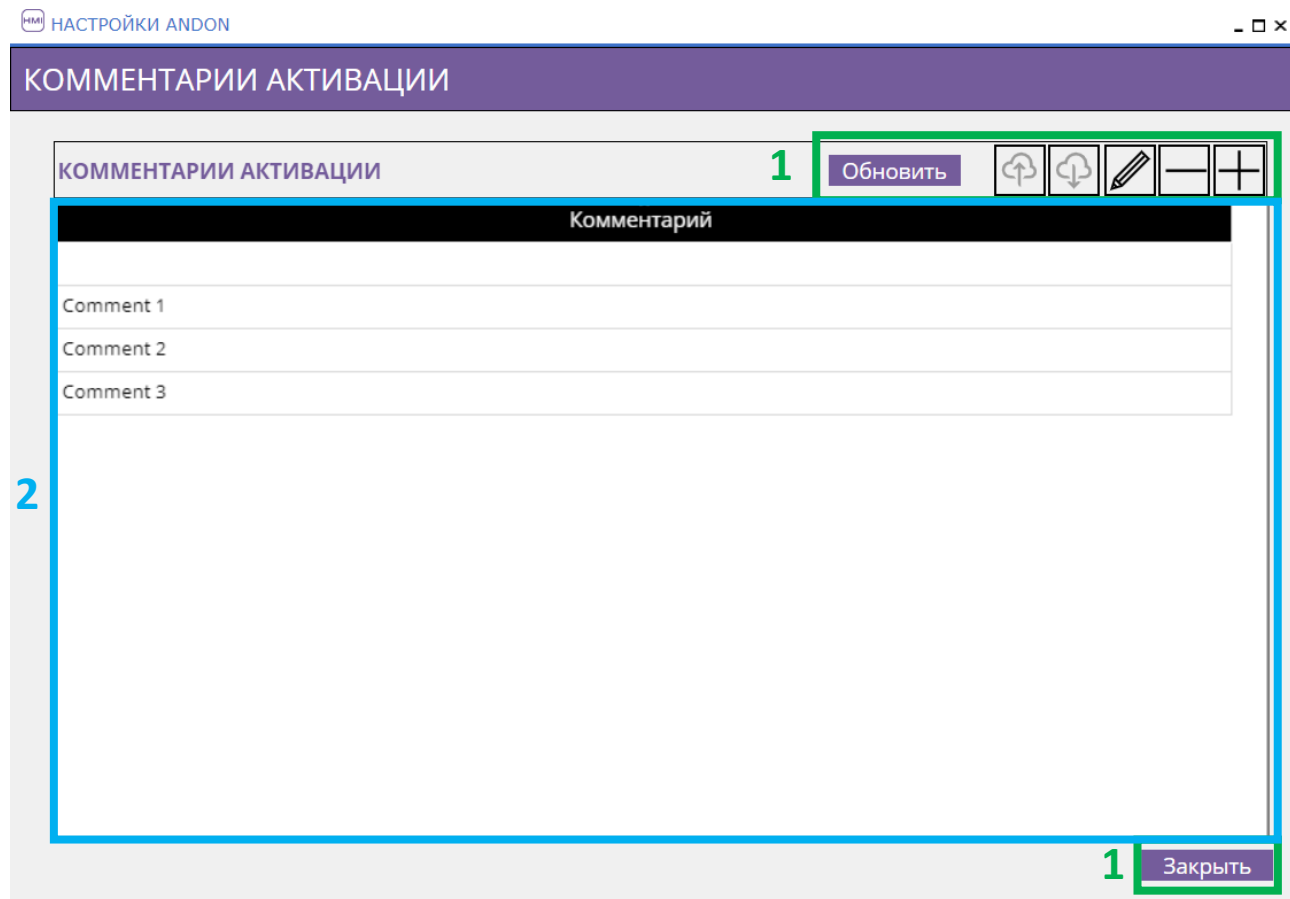 HMI НАСТРОЙКИ ANDON
КОММЕНТАРИИ АКТИВАЦИИ
КОММЕНТАРИИ АКТИВАЦИИ 1 Обновить
Комментарий
Comment 1
Comment 2
Comment 3
2
1 Закрыть